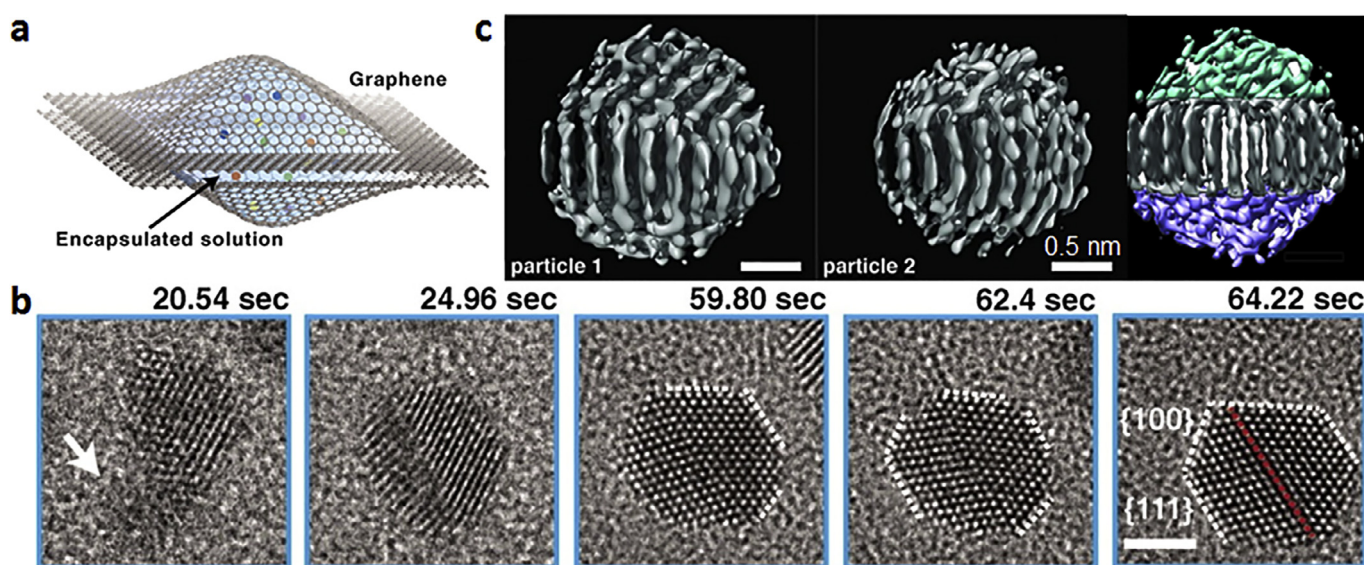 a
Graphene
Encapsulated solution
c
particle 1
particle 2
0.5 nm
b
20.54 sec
24.96 sec
59.80 sec
62.4 sec
64.22 sec
{100}
{111}